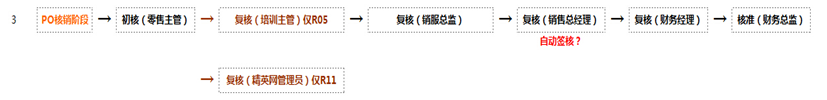 3 PO核销阶段 初核（零售主管） 复核（培训主管）仅R05 复核（销服总监） 复核（销售总经理） 复核（财务经理） 核准（财务总监）
自动签核？
复核（精英网管理员）仅R11